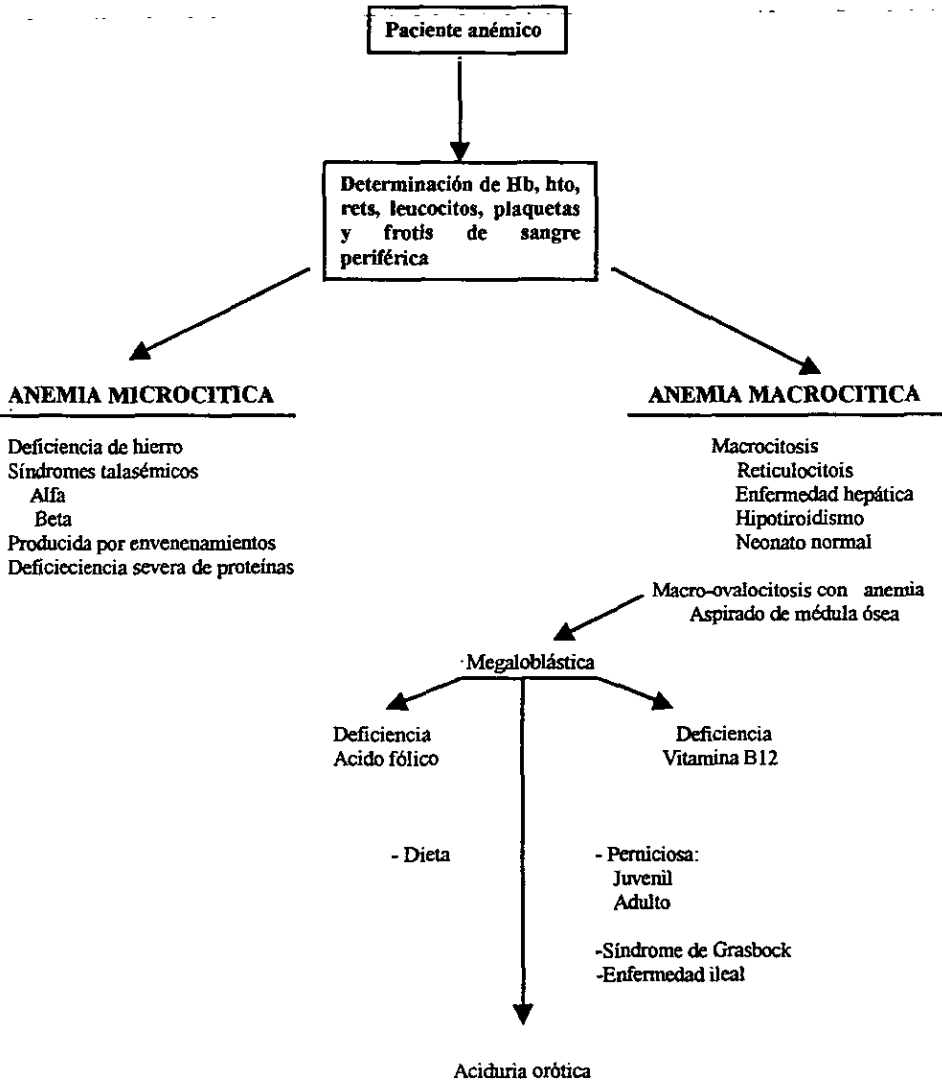 Paciente anémico
Determinación de Hb, hto,
rets, leucocitos, plaquetas
y frotis de sangre
periférica
ANEMIA MICROCITICA
Deficiencia de hierro
Síndromes talasémicos
Alfa
Beta
Producida por envenenamientos
Deficieciencia severa de proteínas
ANEMIA MACROCITICA
Macrocitosis
Reticulocitois
Enfermedad hepática
Hipotiroídismo
Neonato normal
Macro-ovalocitosis con anemia
Aspirado de médula ósea
Megaloblástica
Deficiencia
Acido fólico
Deficiencia
Vitamina B12
- Dieta
- Perniciosa:
Juvenil
Adulto
-Síndrome de Grasbock
-Enfermedad ileal
Aciduria orótica